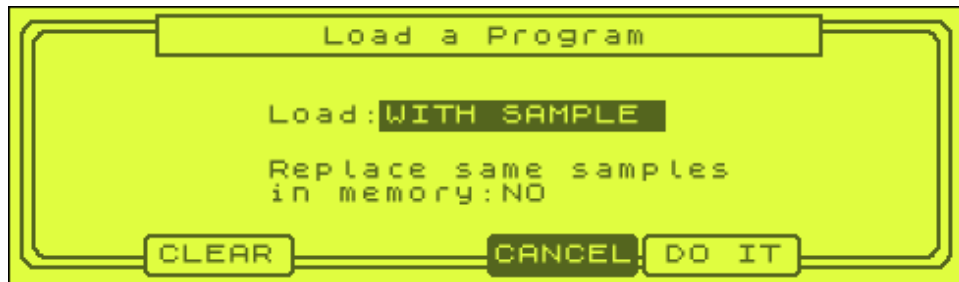 Load a Program
Load:WITH SAMPLE
Replace same samples
in memory:NO
CLEAR CANCEL DO IT